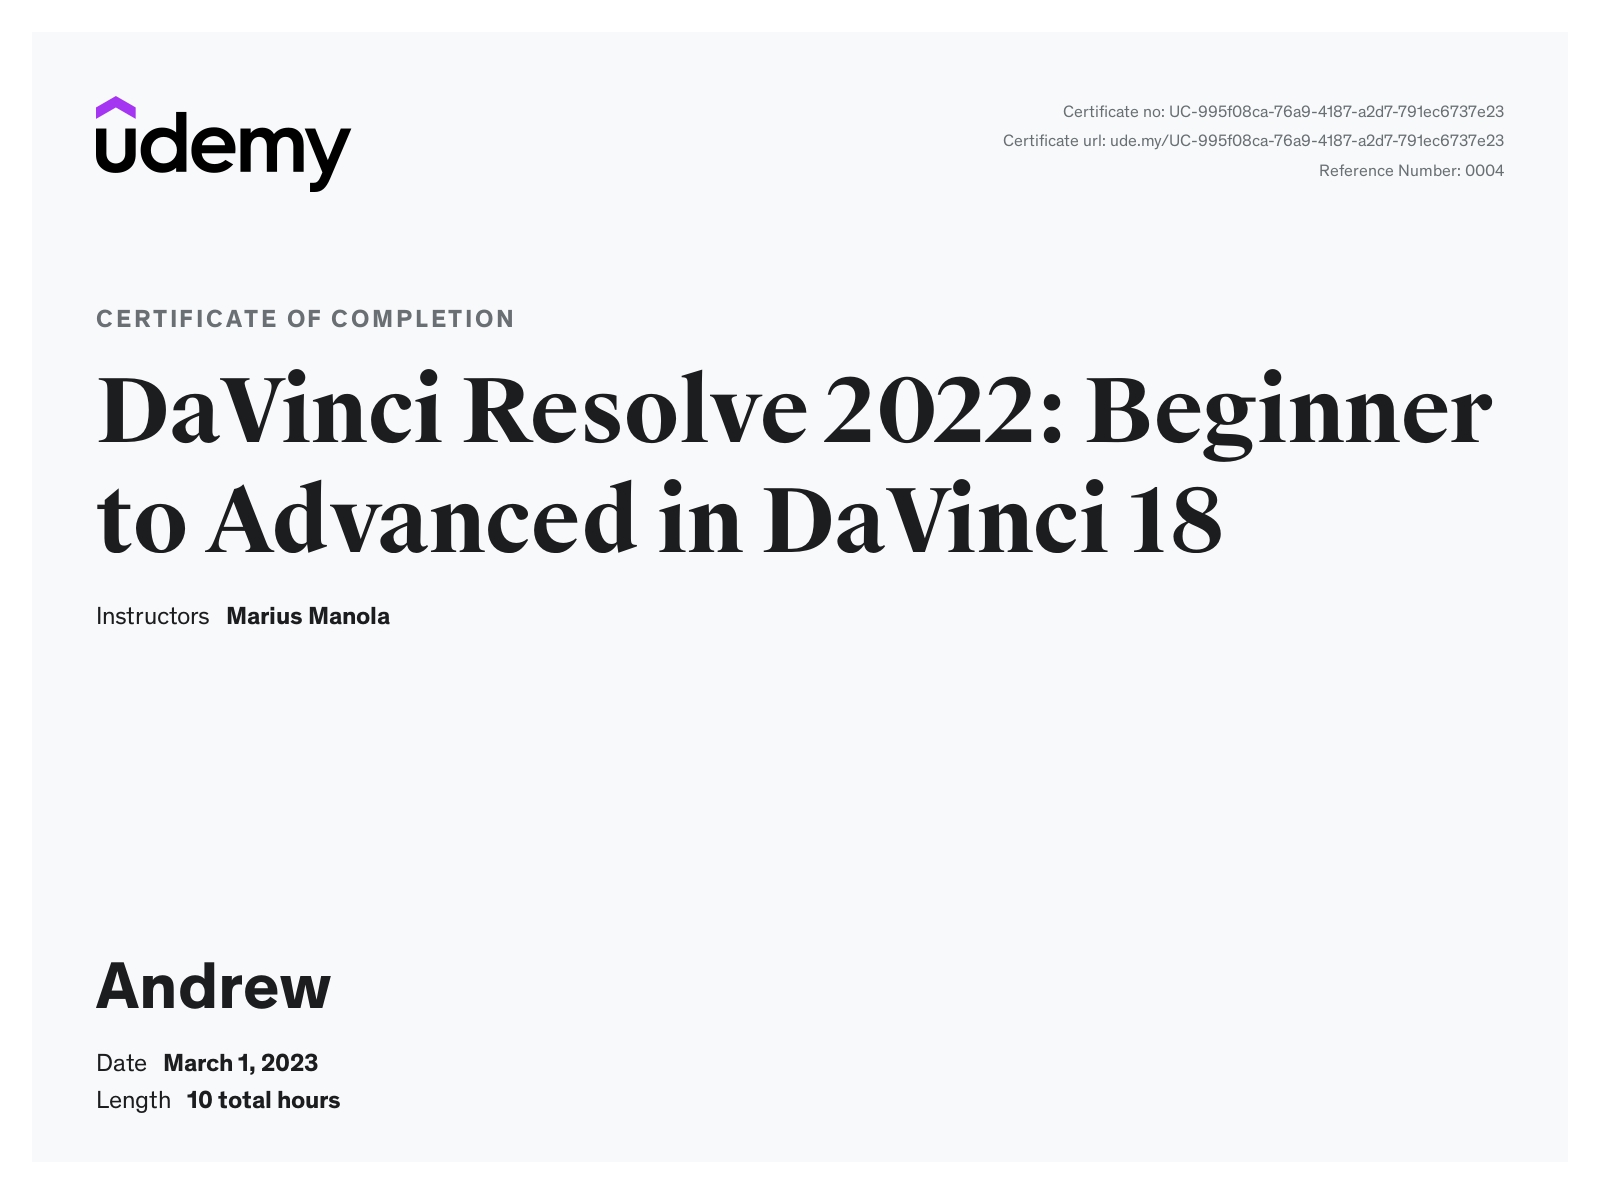 udemy
Certificate no: UC-995f08ca-76a9-4187-a2d7-791ec6737e23
Certificate url: ude.my/UC-995f08ca-76a9-4187-a2d7-791ec6737e23
Reference Number: 0004
CERTIFICATE OF COMPLETION
DaVinci Resolve 2022: Beginner
to Advanced in DaVinci 18
Instructors Marius Manola
Andrew
Date March 1, 2023
Length 10 total hours